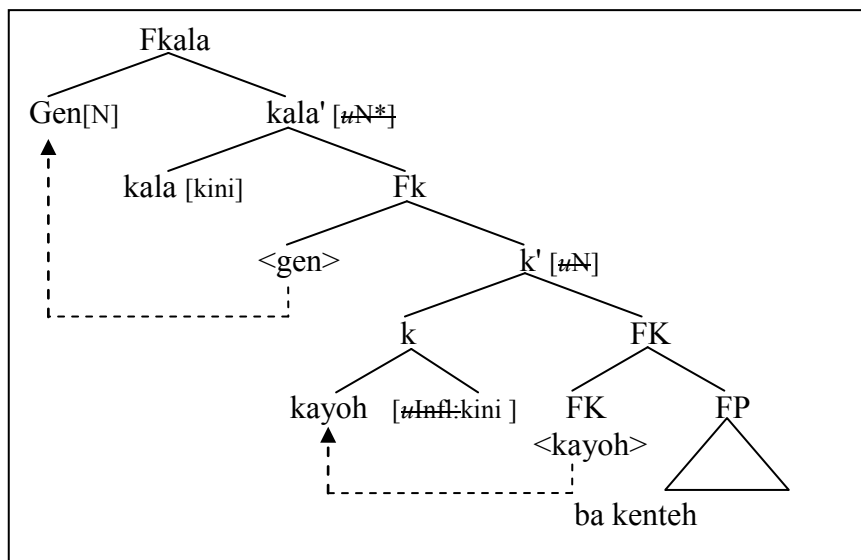 Fkala
Gen[N] kala' [uN*]
kala [kini] Fk
<gen> k' [uN]
k FK
kayoh [uInfl:kini ] FK FP
<kayoh>
ba kenteh